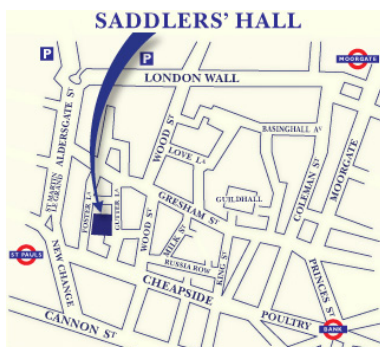 SADDLERS' HALL
P
P
MOORGATE
LONDON WALL
ALDERSGATE ST
WOOD ST
BASINGHALL AV
LOVE LA
COLEMAN ST
MOORGATE
GUILDHALL
GRESHAM ST
ST MARTIN
LE GRAND
FOSTER LA
GUTTER LA
WOOD ST
MILK ST
RUSSIA ROW
KING ST
ST PAULS
NEW CHANGE
CHEAPSIDE
PRINCES ST
CANNON ST
POULTRY
BANK